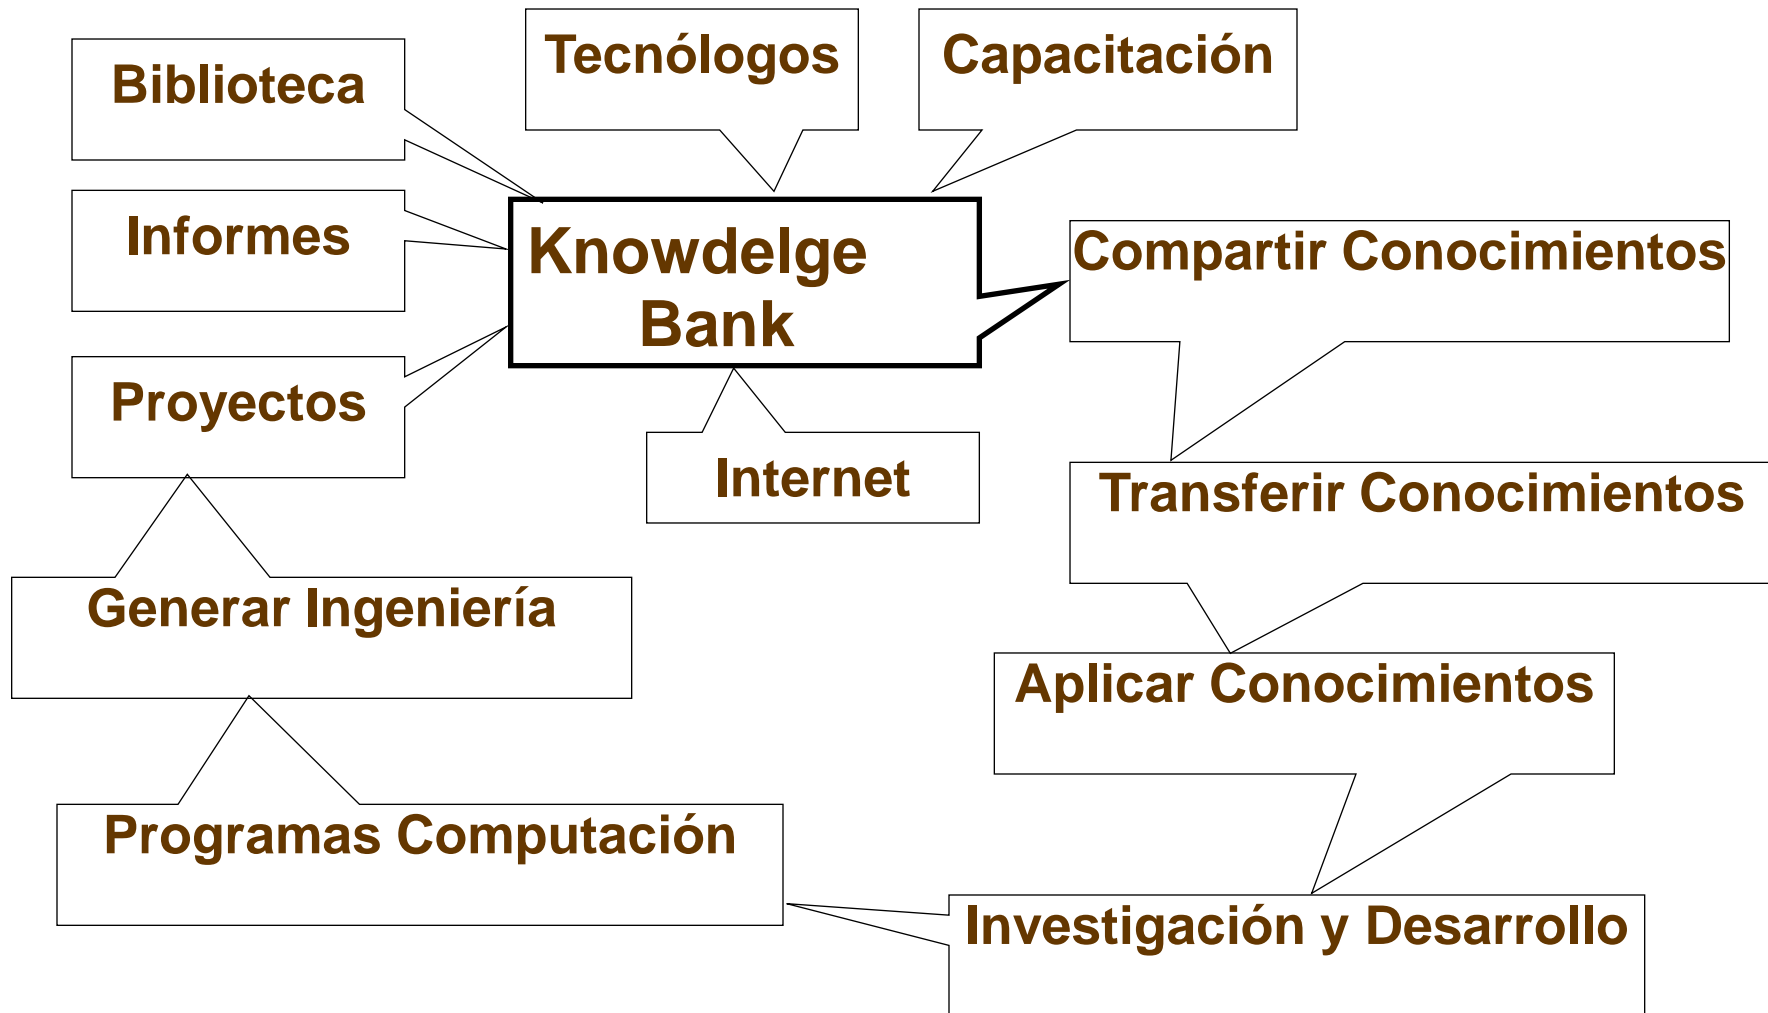 Biblioteca
Tecnólogos
Capacitación
Informes
Knowdelge
Bank
Compartir Conocimientos
Proyectos
Internet
Transferir Conocimientos
Generar Ingeniería
Aplicar Conocimientos
Programas Computación
Investigación y Desarrollo